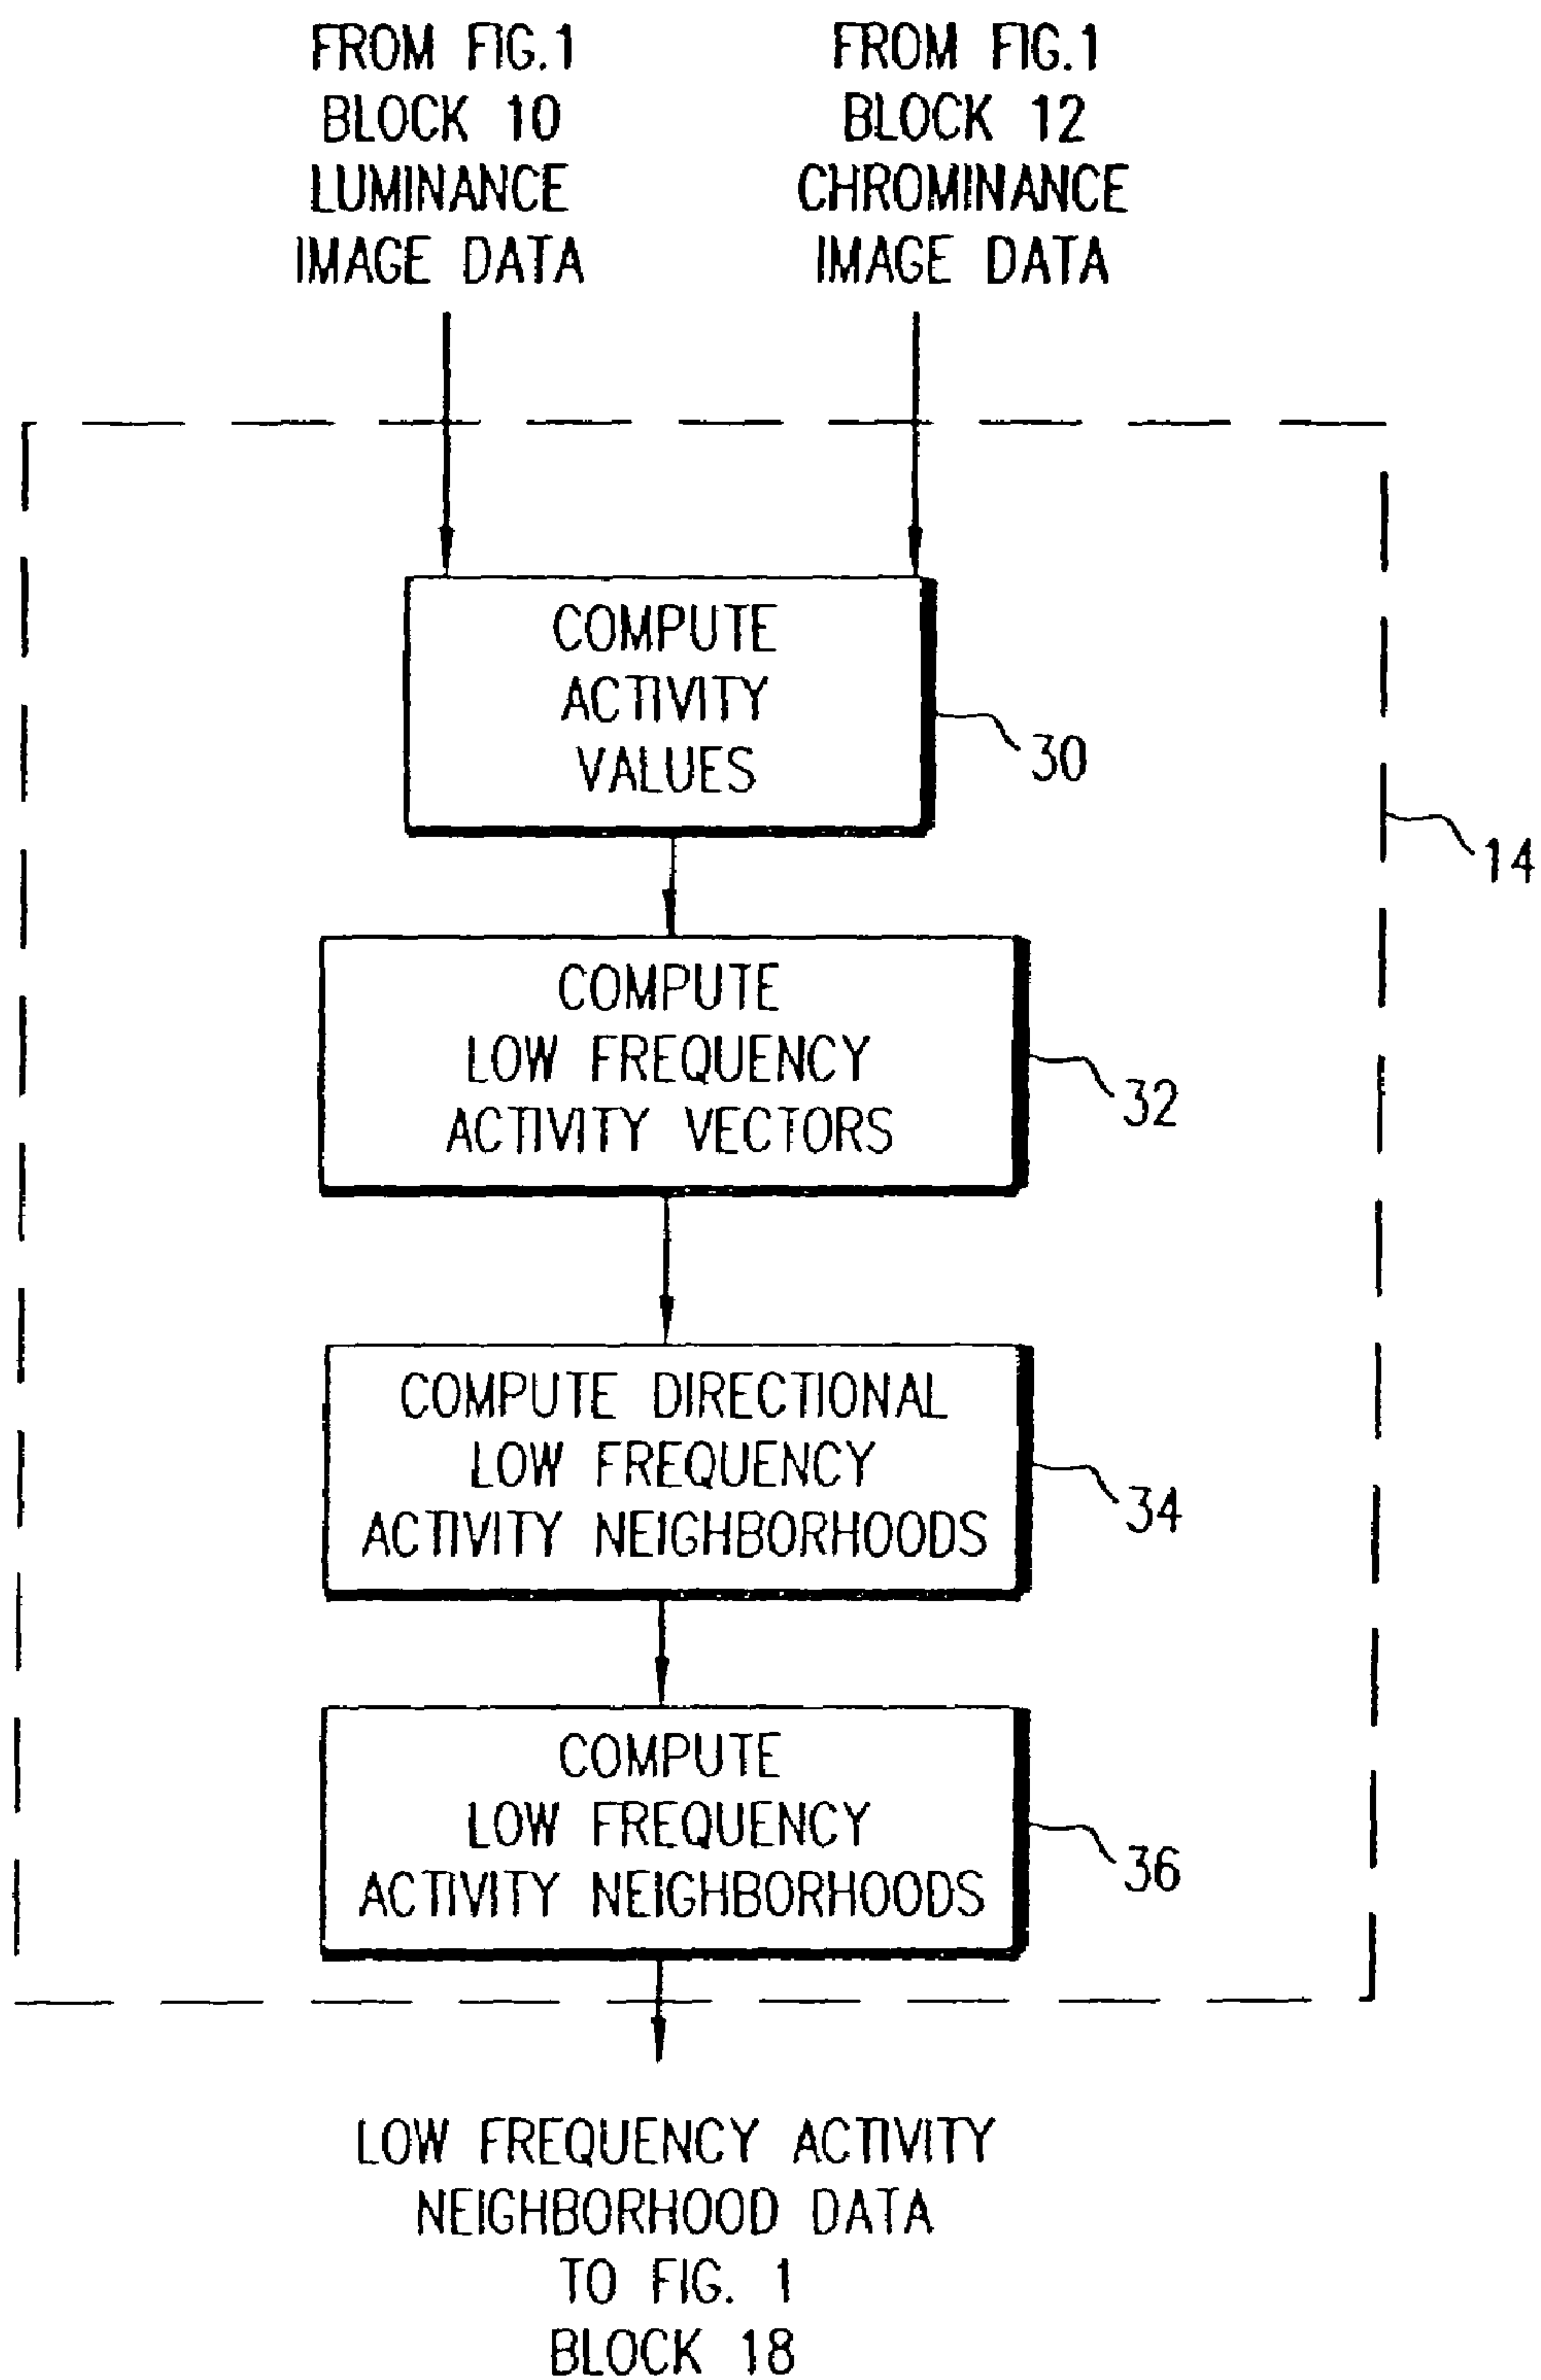 FROM FIG.1
BLOCK 10
LUMINANCE
IMAGE DATA
FROM FIG.1
BLOCK 12
CHROMINANCE
IMAGE DATA
COMPUTE
ACTIVITY
VALUES
30
14
COMPUTE
LOW FREQUENCY
ACTIVITY VECTORS
32
COMPUTE DIRECTIONAL
LOW FREQUENCY
ACTIVITY NEIGHBORHOODS
34
COMPUTE
LOW FREQUENCY
ACTIVITY NEIGHBORHOODS
36
LOW FREQUENCY ACTIVITY
NEIGHBORHOOD DATA
TO FIG. 1
BLOCK 18